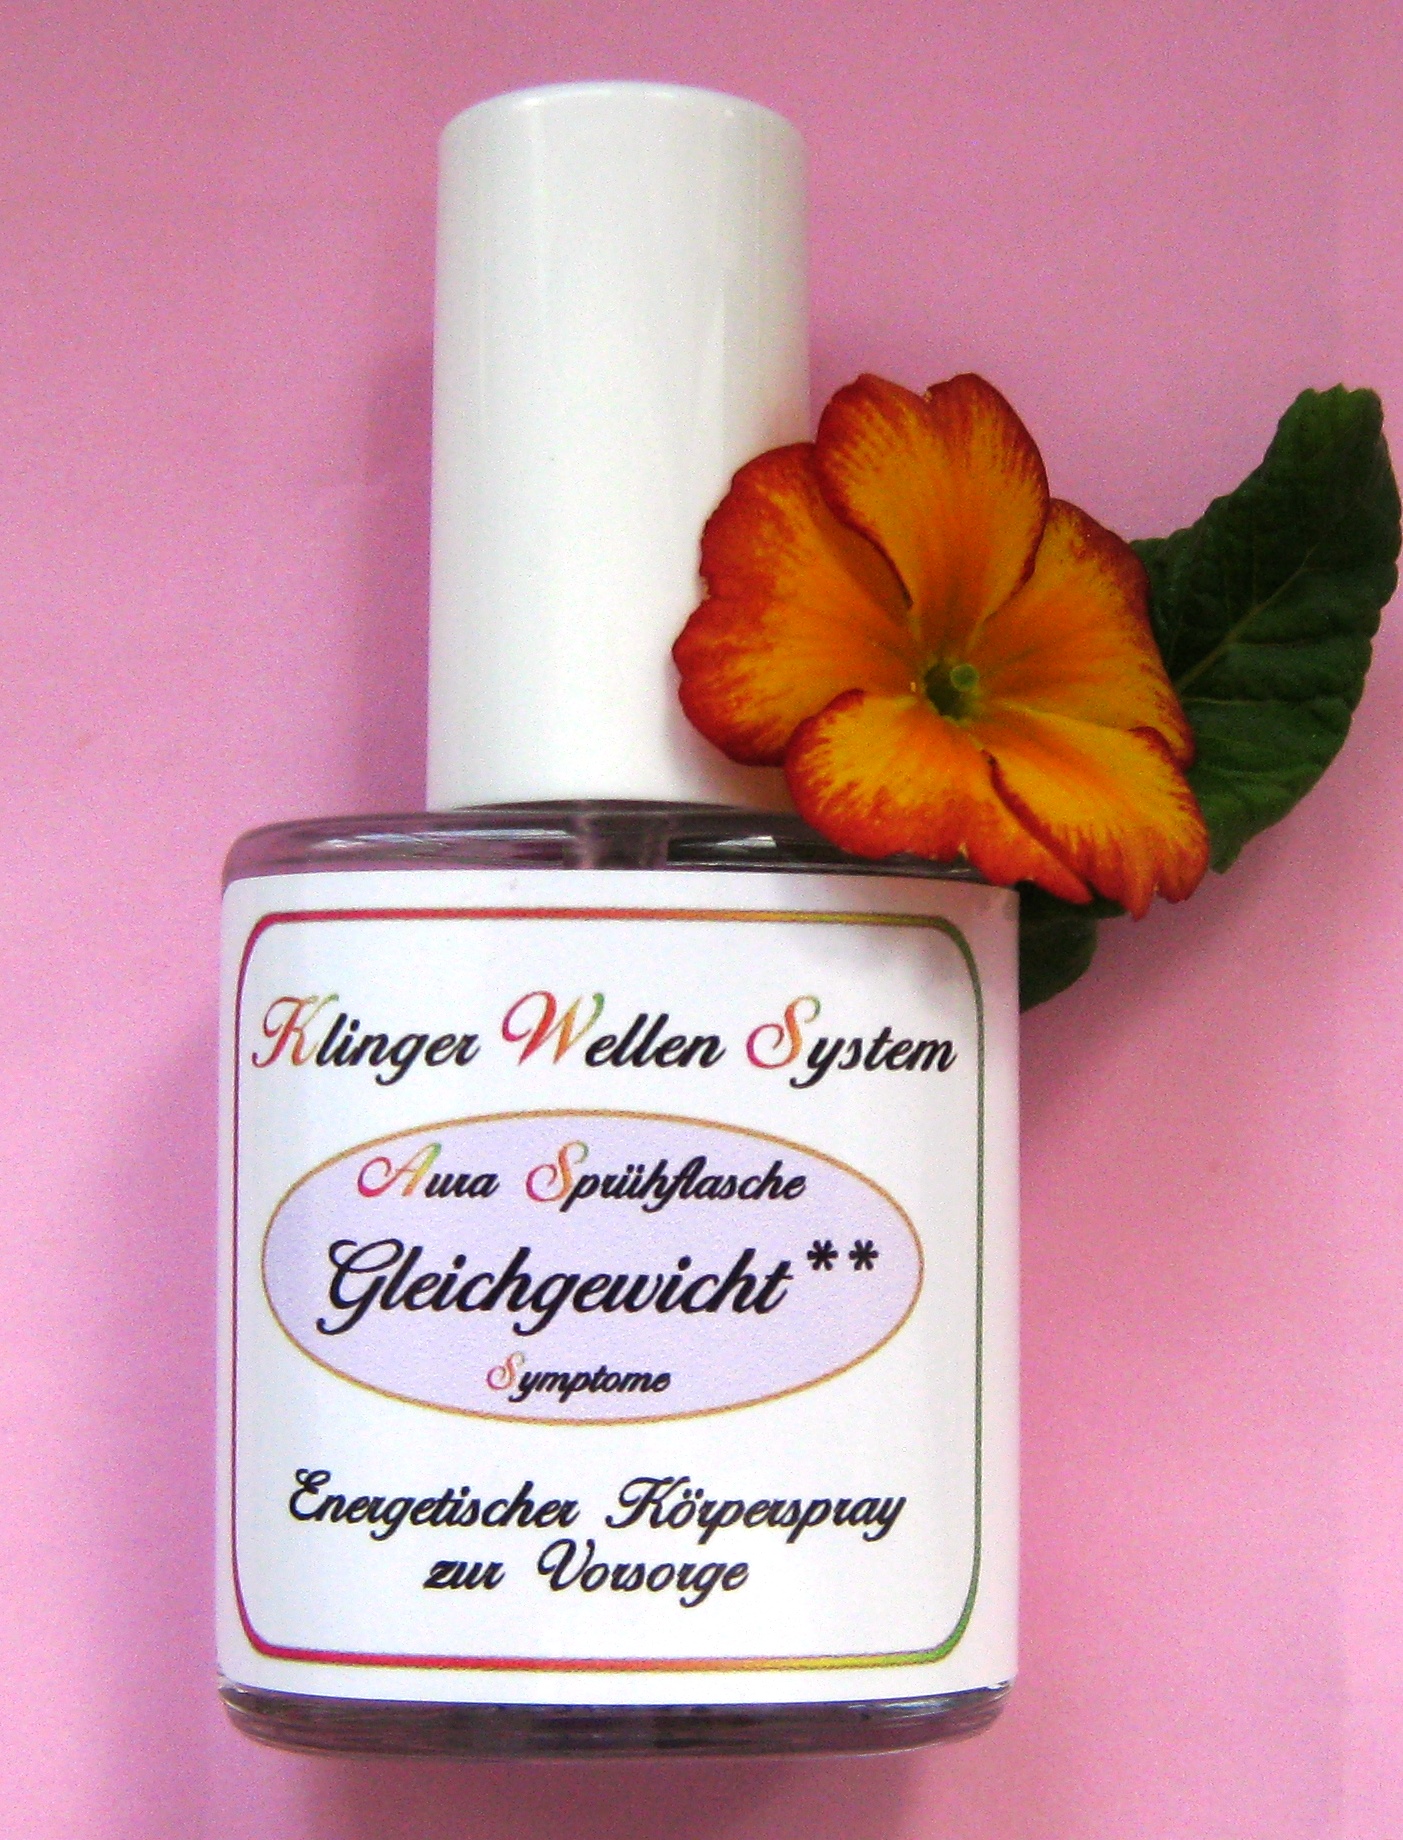 Klinger Wellen System
Aura Sprühflasche
Gleichgewicht**
Symptome
Energetischer Körperspray
zur Vorsorge